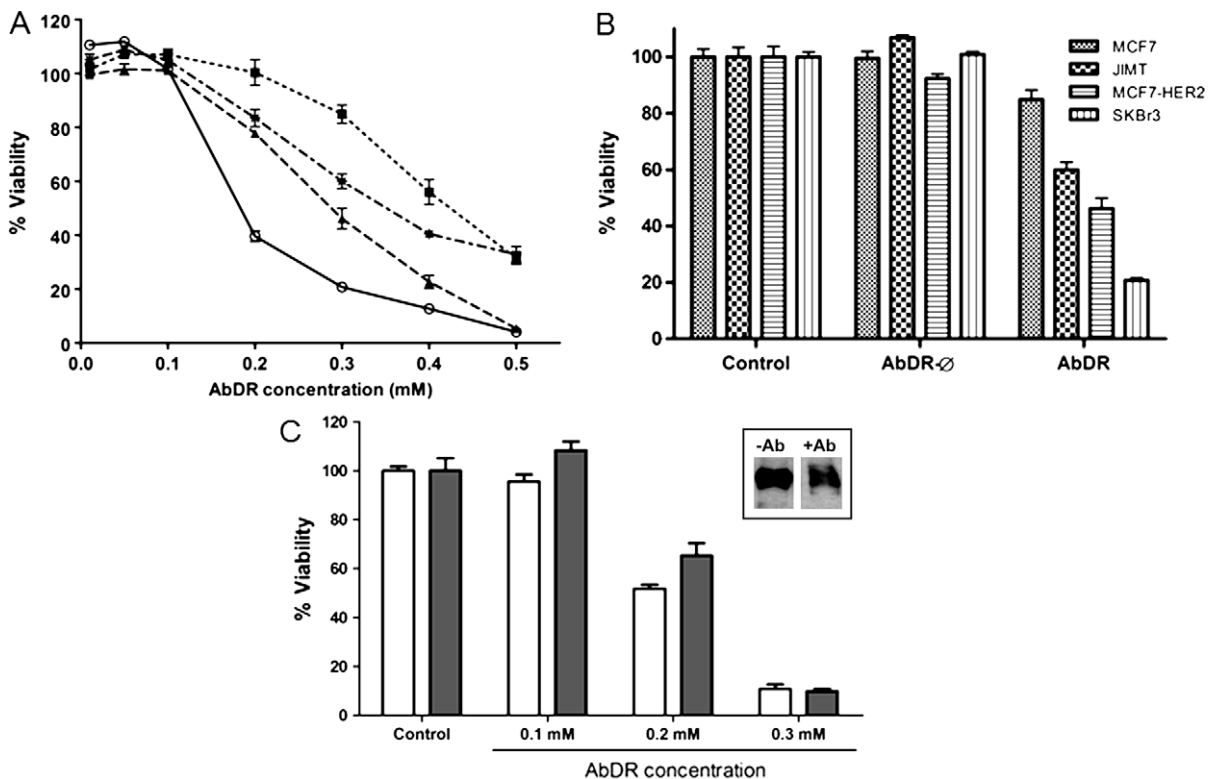 A
120
100
80
60
40
20
0
% Viability
0.0
0.1
0.2
0.3
0.4
0.5
AbDR concentration (mM)
B
100
80
60
40
20
0
% Viability
MCF7
JIMT
MCF7-HER2
SKBr3
Control
AbDR-∅
AbDR
C
120
100
80
60
40
20
0
% Viability
-Ab +Ab
Control
0.1 mM
0.2 mM
0.3 mM
AbDR concentration